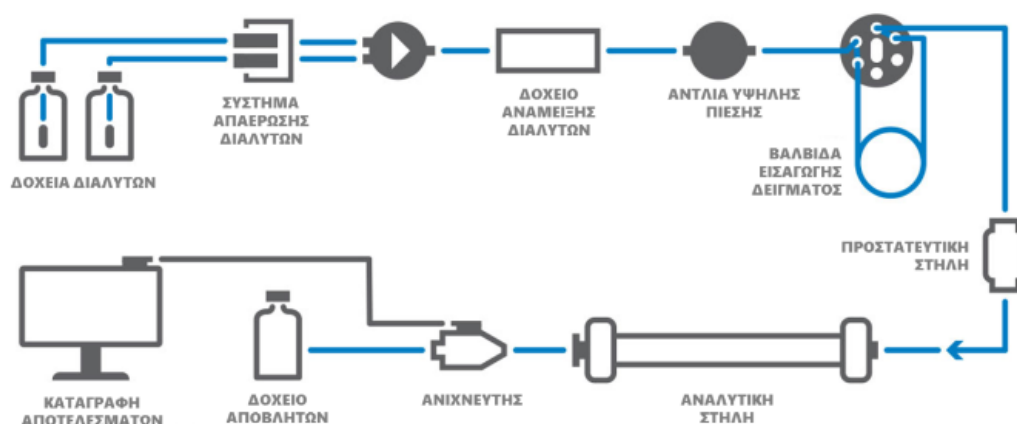 ΣΥΣΤΗΜΑ
ΑΠΑΕΡΩΣΗΣ
ΔΙΑΛΥΤΩΝ
ΔΟΧΕΙΟ
ΑΝΑΜΕΙΞΗΣ
ΔΙΑΛΥΤΩΝ
ΑΝΤΛΙΑ ΥΨΗΛΗΣ
ΠΙΕΣΗΣ
ΒΑΛΒΙΔΑ
ΕΙΣΑΓΩΓΗΣ
ΔΕΙΓΜΑΤΟΣ
ΔΟΧΕΙΑ ΔΙΑΛΥΤΩΝ
ΠΡΟΣΤΑΤΕΥΤΙΚΗ
ΣΤΗΛΗ
ΚΑΤΑΓΡΑΦΗ
ΑΠΟΤΕΛΕΣΜΑΤΩΝ
ΔΟΧΕΙΟ
ΑΠΟΒΛΗΤΩΝ
ΑΝΙΧΝΕΥΤΗΣ
ΑΝΑΛΥΤΙΚΗ
ΣΤΗΛΗ